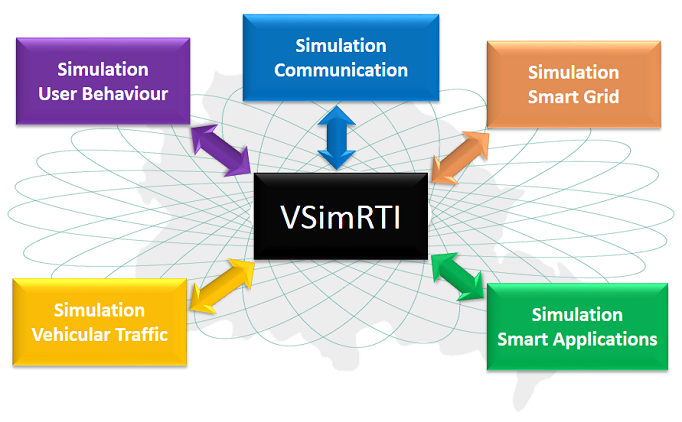 Simulation
User Behaviour
Simulation
Communication
Simulation
Smart Grid
VSimRTI
Simulation
Vehicular Traffic
Simulation
Smart Applications